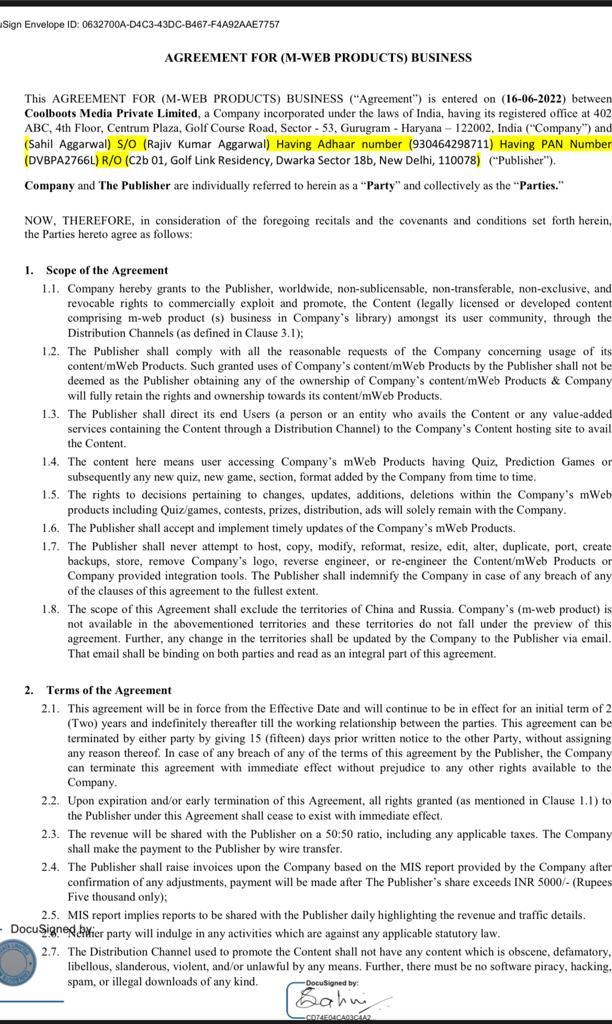 uSign Envelope ID: 0632700A-D4C3-43DC-B467-F4A92AAE7757
AGREEMENT FOR (M-WEB PRODUCTS) BUSINESS
This AGREEMENT FOR (M-WEB PRODUCTS) BUSINESS (“Agreement”) is entered on (16-06-2022) between
Coolboots Media Private Limited, a Company incorporated under the laws of India, having its registered office at 402
ABC, 4th Floor, Centrum Plaza, Golf Course Road, Sector - 53, Gurugram - Haryana – 122002, India (“Company”) and
(Sahil Aggarwal) S/O (Rajiv Kumar Aggarwal) Having Adhaar number (930464298711) Having PAN Number
(DVBPA2766L) R/O (C2b 01, Golf Link Residency, Dwarka Sector 18b, New Delhi, 110078) (“Publisher”).
Company and The Publisher are individually referred to herein as a “Party” and collectively as the “Parties.”
NOW, THEREFORE, in consideration of the foregoing recitals and the covenants and conditions set forth herein,
the Parties hereto agree as follows:
1. Scope of the Agreement
1.1. Company hereby grants to the Publisher, worldwide, non-sublicensable, non-transferable, non-exclusive, and
revocable rights to commercially exploit and promote, the Content (legally licensed or developed content
comprising m-web product (s) business in Company’s library) amongst its user community, through the
Distribution Channels (as defined in Clause 3.1);
1.2. The Publisher shall comply with all the reasonable requests of the Company concerning usage of its
content/mWeb Products. Such granted uses of Company’s content/mWeb Products by the Publisher shall not be
deemed as the Publisher obtaining any of the ownership of Company’s content/mWeb Products & Company
will fully retain the rights and ownership towards its content/mWeb Products.
1.3. The Publisher shall direct its end Users (a person or an entity who avails the Content or any value-added
services containing the Content through a Distribution Channel) to the Company’s Content hosting site to avail
the Content.
1.4. The content here means user accessing Company’s mWeb Products having Quiz, Prediction Games or
subsequently any new quiz, new game, section, format added by the Company from time to time.
1.5. The rights to decisions pertaining to changes, updates, additions, deletions within the Company’s mWeb
products including Quiz/games, contests, prizes, distribution, ads will solely remain with the Company.
1.6. The Publisher shall accept and implement timely updates of the Company’s mWeb Products.
1.7. The Publisher shall never attempt to host, copy, modify, reformat, resize, edit, alter, duplicate, port, create
backups, store, remove Company’s logo, reverse engineer, or re-engineer the Content/mWeb Products or
Company provided integration tools. The Publisher shall indemnify the Company in case of any breach of any
of the clauses of this agreement to the fullest extent.
1.8. The scope of this Agreement shall exclude the territories of China and Russia. Company’s (m-web product) is
not available in the abovementioned territories and these territories do not fall under the preview of this
agreement. Further, any change in the territories shall be updated by the Company to the Publisher via email.
That email shall be binding on both parties and read as an integral part of this agreement.
2. Terms of the Agreement
2.1. This agreement will be in force from the Effective Date and will continue to be in effect for an initial term of 2
(Two) years and indefinitely thereafter till the working relationship between the parties. This agreement can be
terminated by either party by giving 15 (fifteen) days prior written notice to the other Party, without assigning
any reason thereof. In case of any breach of any of the terms of this agreement by the Publisher, the Company
can terminate this agreement with immediate effect without prejudice to any other rights available to the
Company.
2.2. Upon expiration and/or early termination of this Agreement, all rights granted (as mentioned in Clause 1.1) to
the Publisher under this Agreement shall cease to exist with immediate effect.
2.3. The revenue will be shared with the Publisher on a 50:50 ratio, including any applicable taxes. The Company
shall make the payment to the Publisher by wire transfer.
2.4. The Publisher shall raise invoices upon the Company based on the MIS report provided by the Company after
confirmation of any adjustments, payment will be made after The Publisher’s share exceeds INR 5000/- (Rupees
Five thousand only);
2.5. MIS report implies reports to be shared with the Publisher daily highlighting the revenue and traffic details.
DocuSigned by:
2.6. Neither party will indulge in any activities which are against any applicable statutory law.
2.7. The Distribution Channel used to promote the Content shall not have any content which is obscene, defamatory,
libellous, slanderous, violent, and/or unlawful by any means. Further, there must be no software piracy, hacking,
spam, or illegal downloads of any kind.
DocuSigned by:
CD74E04CA03C4A2...